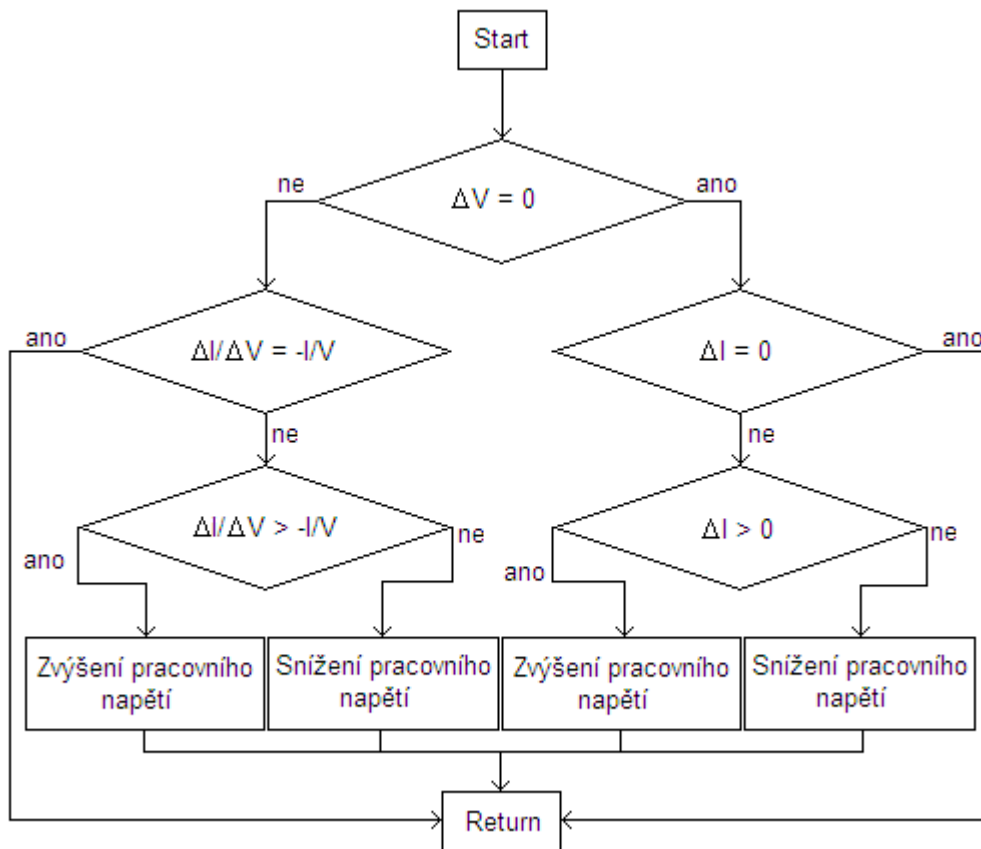 Start
ne
ano
ΔV = 0
ano
ΔI/ΔV = -I/V
ΔI = 0
ano
ne
ne
ΔI/ΔV > -I/V
ne
ΔI > 0
ne
ano
ano
Zvýšení pracovního
napětí
Snížení pracovního
napětí
Zvýšení pracovního
napětí
Snížení pracovního
napětí
Return